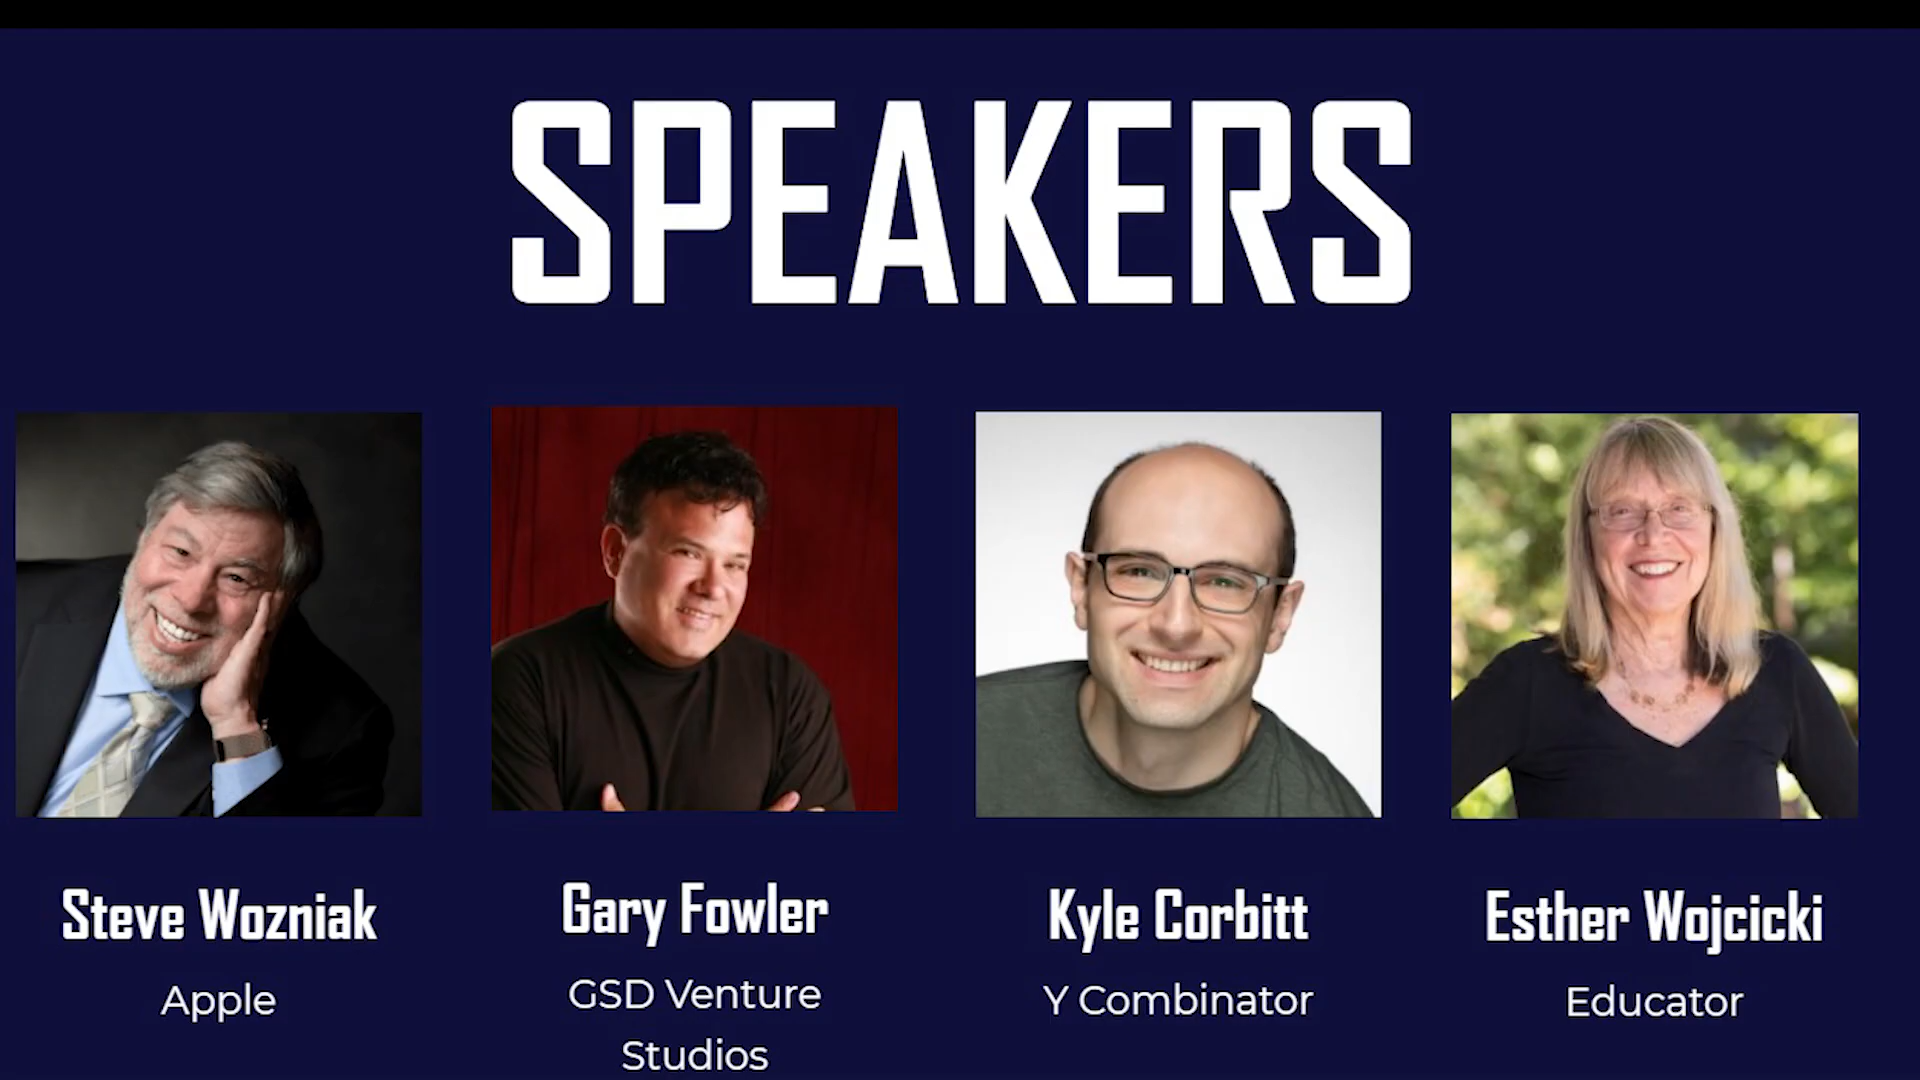 SPEAKERS
Steve Wozniak
Apple
Gary Fowler
GSD Venture
Studios
Kyle Corbitt
Y Combinator
Esther Wojcicki
Educator